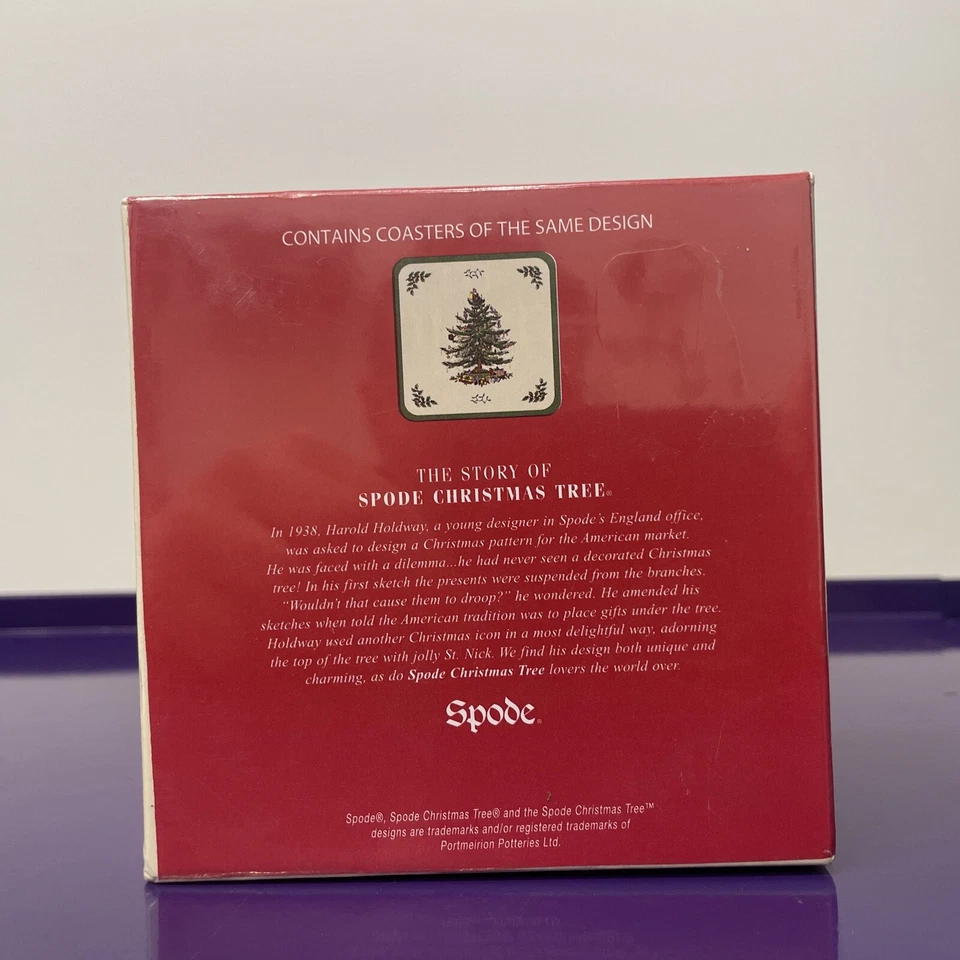 CONTAINS COASTERS OF THE SAME DESIGN
THE STORY OF
SPODE CHRISTMAS TREE®
In 1938, Harold Holdway, a young designer in Spode's England office,
was asked to design a Christmas pattern for the American market.
He was faced with a dilemma...he had never seen a decorated Christmas
tree! In his first sketch the presents were suspended from the branches.
"Wouldn't that cause them to droop?" he wondered. He amended his
sketches when told the American tradition was to place gifts under the tree.
Holdway used another Christmas icon in a most delightful way, adorning
the top of the tree with jolly St. Nick. We find his design both unique and
charming, as do Spode Christmas Tree lovers the world over.
Spode®
Spode®, Spode Christmas Tree® and the Spode Christmas Tree™
designs are trademarks and/or registered trademarks of
Portmeirion Potteries Ltd.